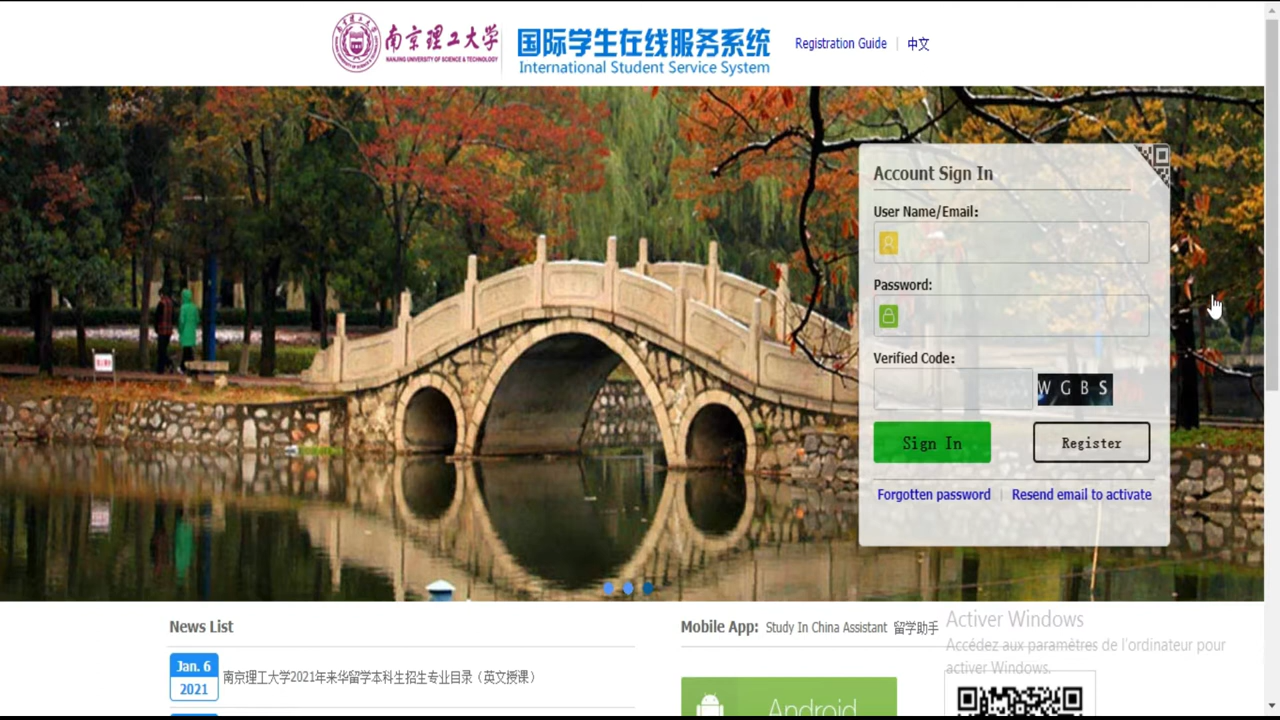 南京理工大学
NANJING UNIVERSITY OF SCIENCE & TECHNOLOGY
国际学生在线服务系统
International Student Service System
Registration Guide
中文
Account Sign In
User Name/Email:
Password:
Verified Code:
W G B S
Sign In
Register
Forgotten password
Resend email to activate
News List
Jan. 6
2021
南京理工大学2021年来华留学本科生招生专业目录（英文授课）
Mobile App: Study In China Assistant 留学助手
Android
Activer Windows
Accédez aux paramètres de l'ordinateur pour
activer Windows.